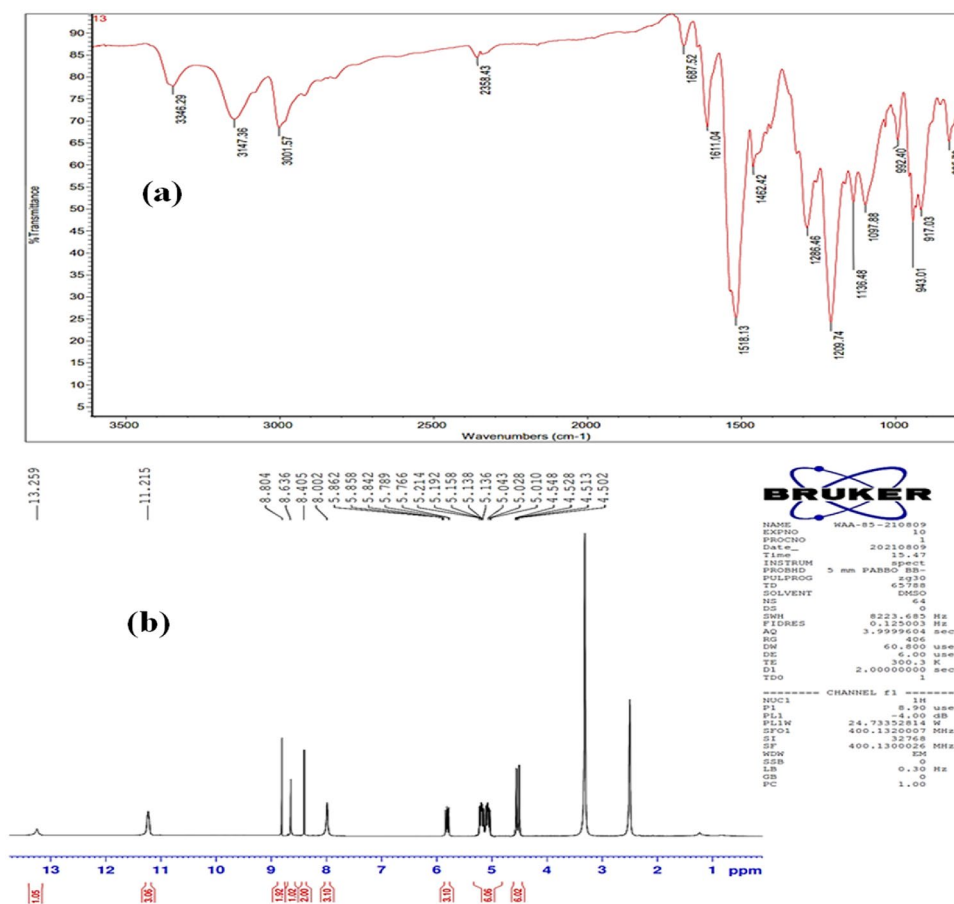 13
90
85
80
75
70
65
60
55
50
45
40
35
30
25
20
15
10
5
%Transmittance
(a)
3346.29
3147.36
3001.57
2358.43
1687.52
1611.04
1518.13
1462.42
1286.46
1209.74
1136.48
1097.88
992.40
943.01
917.03
3500 3000 2500 2000 1500 1000
Wavenumbers (cm-1)
13.259
11.215
8.804
8.636
8.405
8.002
5.862
5.858
5.842
5.789
5.766
5.214
5.192
5.158
5.138
5.136
5.043
5.028
5.010
4.548
4.528
4.513
4.502
(b)
BRUKER
NAME WAA-85-210809
EXPNO 10
PROCNO 1
Date_ 20210809
Time 15.47
INSTRUM spect
PROBHD 5 mm PABBO BB-
PULPROG zg30
TD 65788
SOLVENT DMSO
NS 64
DS 0
SWH 8223.685 Hz
FIDRES 0.125003 Hz
AQ 3.9999604 sec
RG 406
DW 60.800 use
DE 6.00 use
TE 300.3 K
D1 2.00000000 sec
TD0 1
======== CHANNEL f1 ========
NUC1 1H
P1 8.90 use
PL1 -4.00 dB
PL1W 24.73352814 W
SFO1 400.1320007 MHz
SI 32768
SF 400.1300026 MHz
WDW EM
SSB 0
LB 0.30 Hz
GB 0
PC 1.00
13 12 11 10 9 8 7 6 5 4 3 2 1 ppm
1.05
3.06
1.92
1.02
2.00
3.10
3.10
6.06
6.02